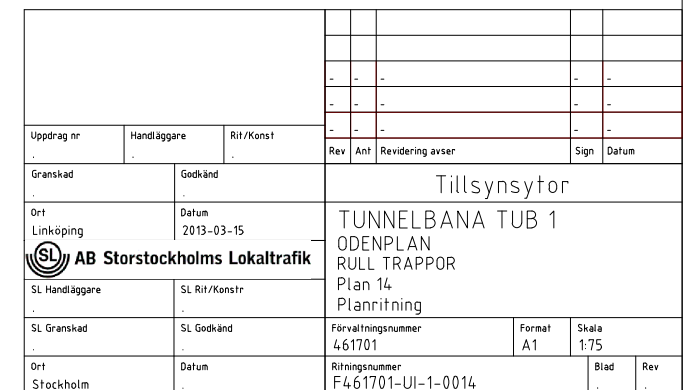 - - - - -
- - - - -
- - - - -
Rev Ant Revidering avser Sign Datum
Uppdrag nr Handläggare Rit/Konst
. . .
Granskad Godkänd
. .
Ort Datum
Linköping 2013-03-15
SL AB Storstockholms Lokaltrafik
SL Handläggare SL Rit/Konstr
. .
SL Granskad SL Godkänd
. .
Ort Datum
Stockholm .
Tillsynsytor
TUNNELBANA TUB 1
ODENPLAN
RULL TRAPPOR
Plan 14
Planritning
Förvaltningsnummer Format Skala
461701 A1 1:75
Ritningsnummer Blad Rev
F461701-UI-1-0014 . .